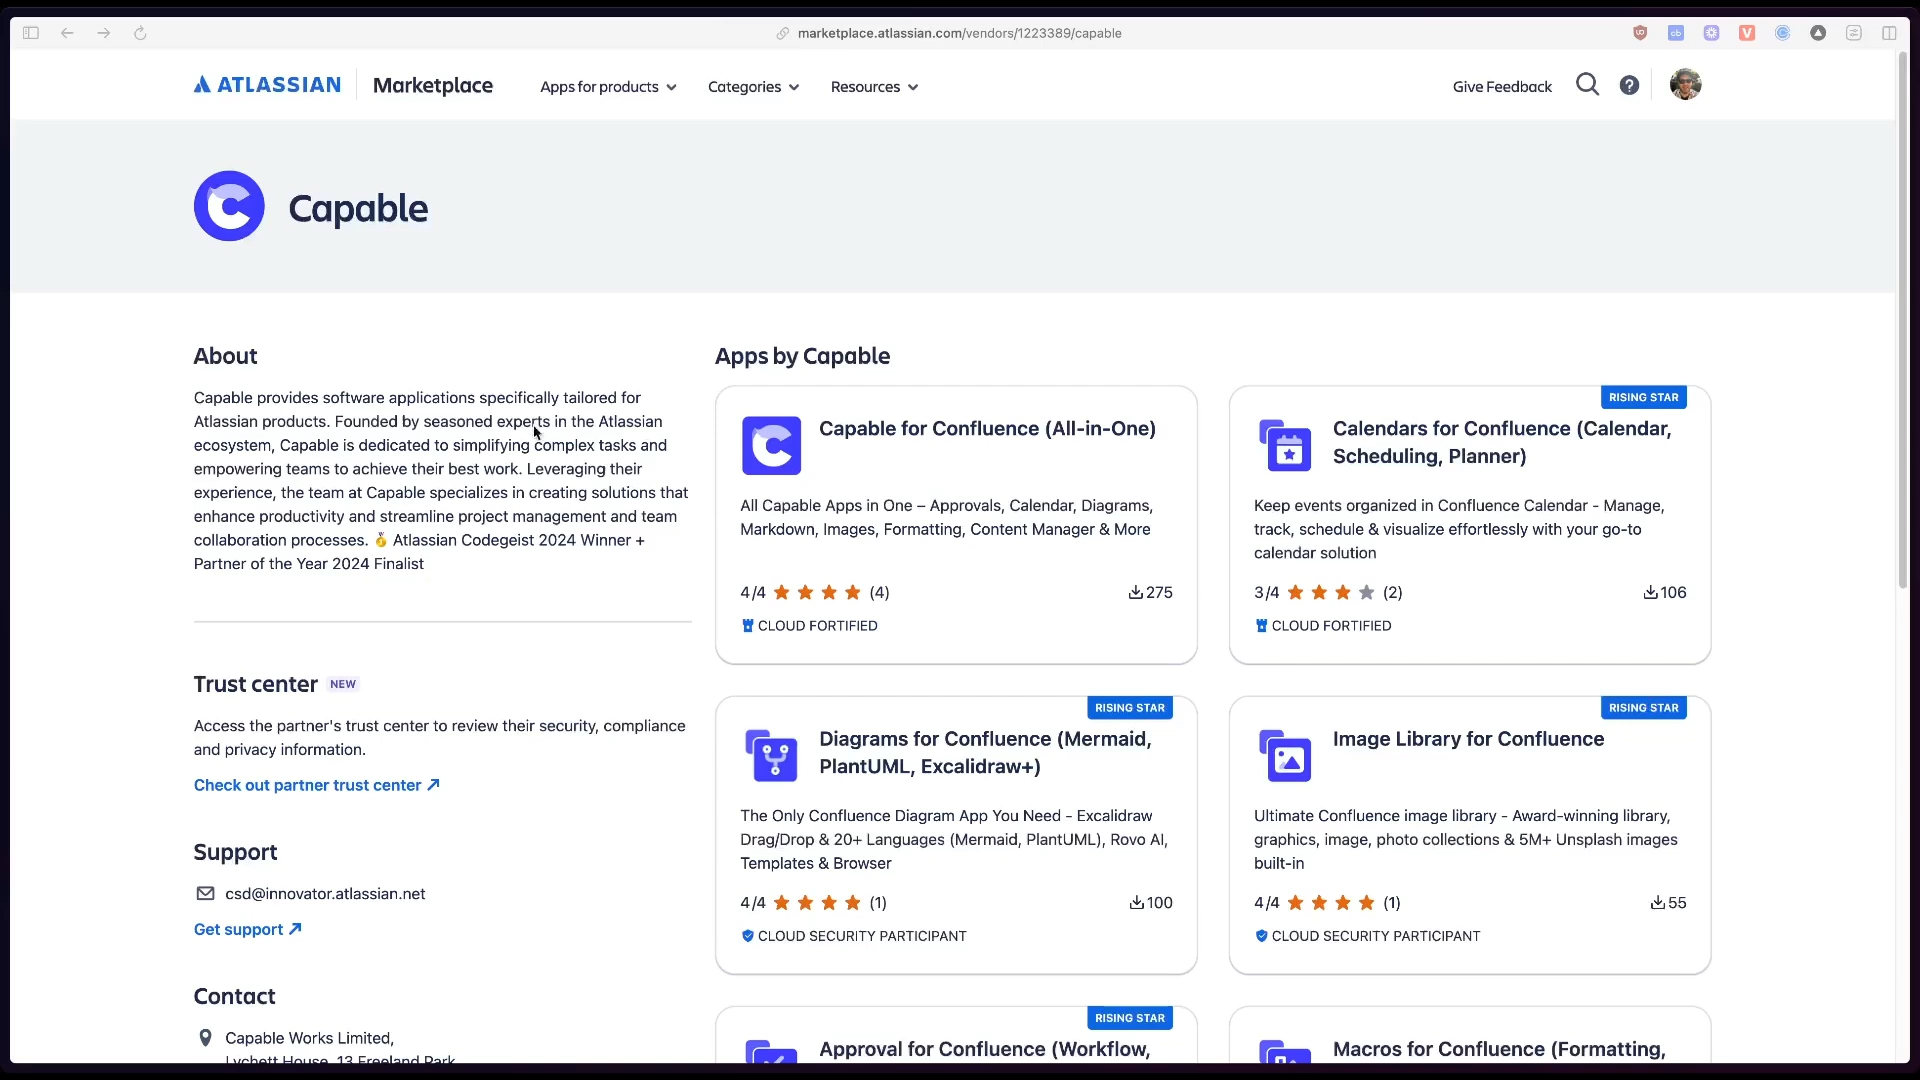 marketplace.atlassian.com/vendors/1223389/capable
ATLASSIAN
Marketplace
Apps for products
Categories
Resources
Give Feedback
Capable
About
Capable provides software applications specifically tailored for
Atlassian products. Founded by seasoned experts in the Atlassian
ecosystem, Capable is dedicated to simplifying complex tasks and
empowering teams to achieve their best work. Leveraging their
experience, the team at Capable specializes in creating solutions that
enhance productivity and streamline project management and team
collaboration processes. 🥇 Atlassian Codegeist 2024 Winner +
Partner of the Year 2024 Finalist
Trust center NEW
Access the partner's trust center to review their security, compliance
and privacy information.
Check out partner trust center
Support
csd@innovator.atlassian.net
Get support
Contact
Capable Works Limited,
Lychett House, 13 Freeland Park
Apps by Capable
Capable for Confluence (All-in-One)
All Capable Apps in One – Approvals, Calendar, Diagrams,
Markdown, Images, Formatting, Content Manager & More
4/4 (4) 275
CLOUD FORTIFIED
RISING STAR
Calendars for Confluence (Calendar,
Scheduling, Planner)
Keep events organized in Confluence Calendar - Manage,
track, schedule & visualize effortlessly with your go-to
calendar solution
3/4 (2) 106
CLOUD FORTIFIED
RISING STAR
Diagrams for Confluence (Mermaid,
PlantUML, Excalidraw+)
The Only Confluence Diagram App You Need - Excalidraw
Drag/Drop & 20+ Languages (Mermaid, PlantUML), Rovo AI,
Templates & Browser
4/4 (1) 100
CLOUD SECURITY PARTICIPANT
RISING STAR
Image Library for Confluence
Ultimate Confluence image library - Award-winning library,
graphics, image, photo collections & 5M+ Unsplash images
built-in
4/4 (1) 55
CLOUD SECURITY PARTICIPANT
RISING STAR
Approval for Confluence (Workflow,
Macros for Confluence (Formatting,